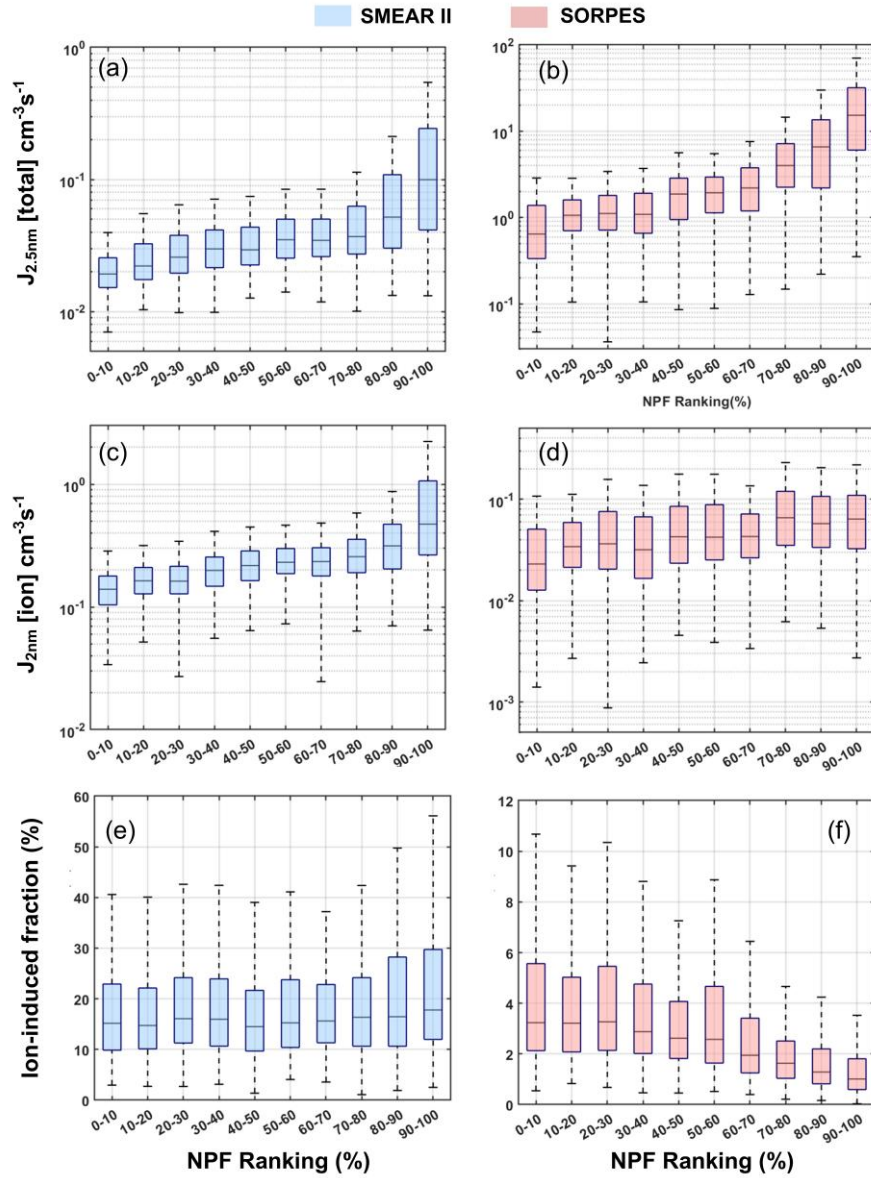 SMEAR II SORPES
(a)
J2.5nm [total] cm-3s-1
10^0
10^-1
10^-2
0-10 10-20 20-30 30-40 40-50 50-60 60-70 70-80 80-90 90-100
(b)
10^2
10^1
10^0
10^-1
0-10 10-20 20-30 30-40 40-50 50-60 60-70 70-80 80-90 90-100
NPF Ranking(%)
(c)
J2nm [ion] cm-3s-1
10^0
10^-1
10^-2
0-10 10-20 20-30 30-40 40-50 50-60 60-70 70-80 80-90 90-100
(d)
10^-1
10^-2
10^-3
0-10 10-20 20-30 30-40 40-50 50-60 60-70 70-80 80-90 90-100
(e)
Ion-induced fraction (%)
60
50
40
30
20
10
0
0-10 10-20 20-30 30-40 40-50 50-60 60-70 70-80 80-90 90-100
NPF Ranking (%)
(f)
12
10
8
6
4
2
0
0-10 10-20 20-30 30-40 40-50 50-60 60-70 70-80 80-90 90-100
NPF Ranking (%)